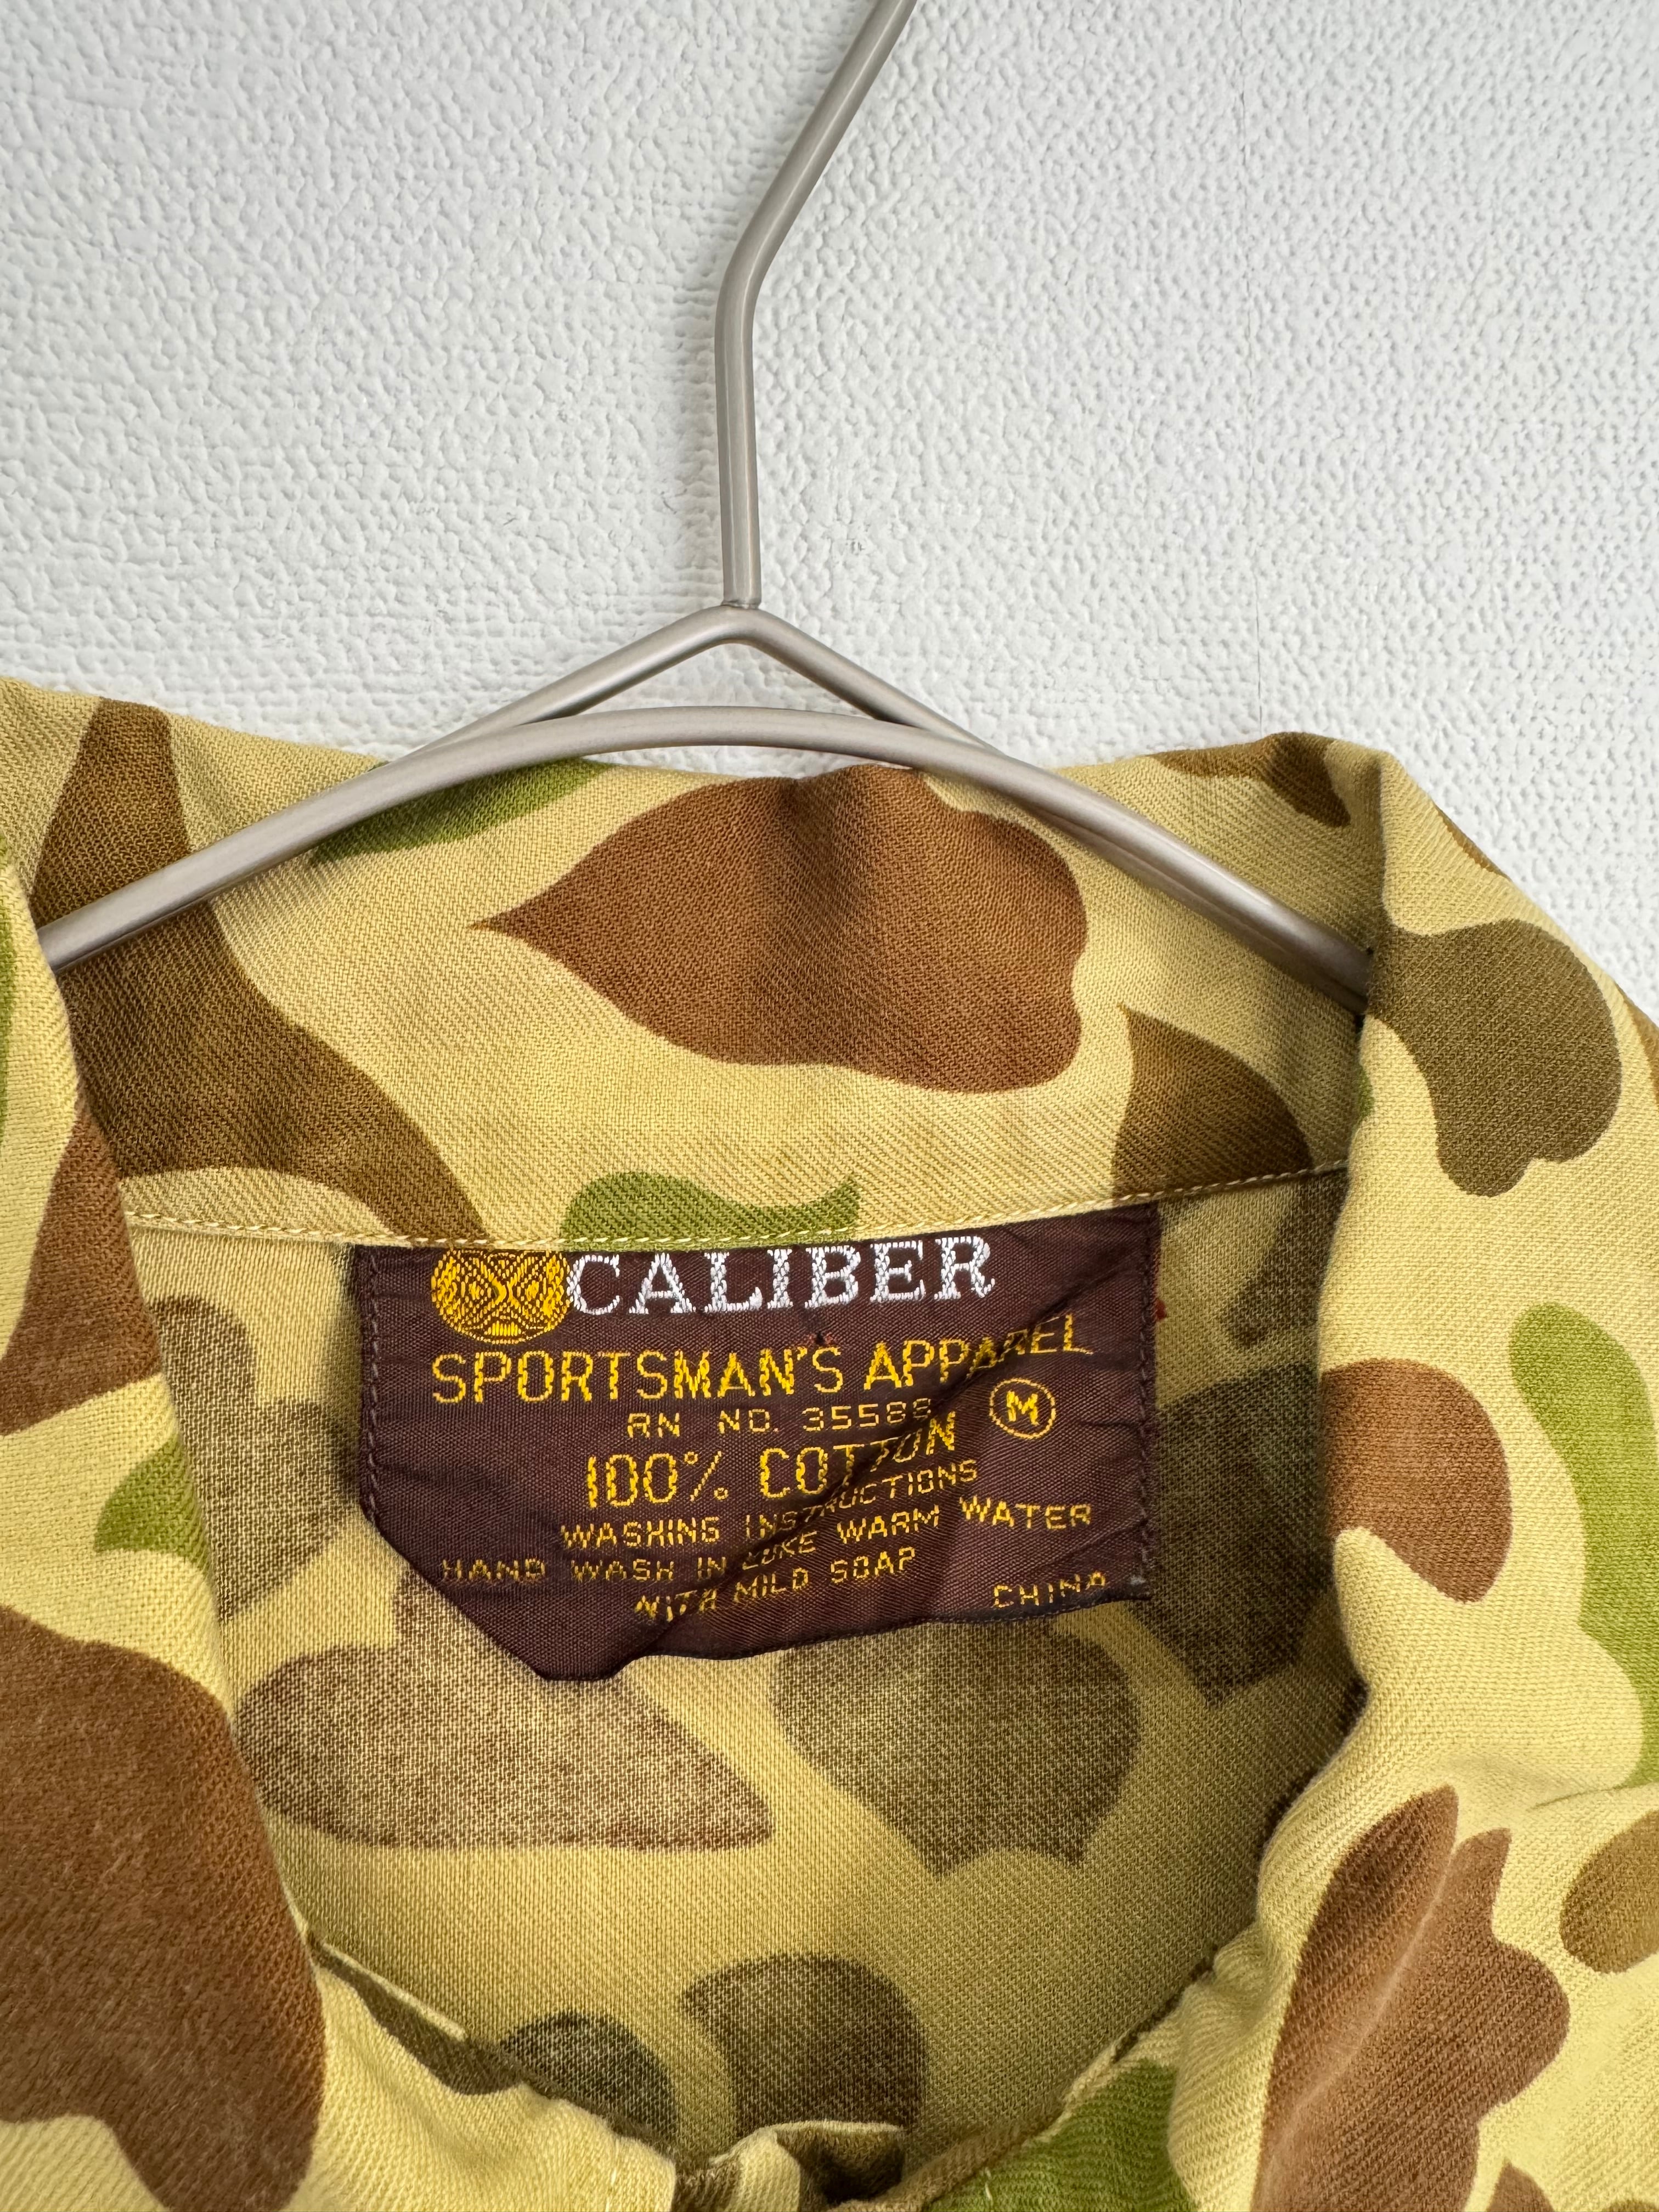 CALIBER
SPORTSMAN'S APPAREL
RN NO. 35588 M
100% COTTON
WASHING INSTRUCTIONS
HAND WASH IN LUKE WARM WATER
WITH MILD SOAP
CHINA